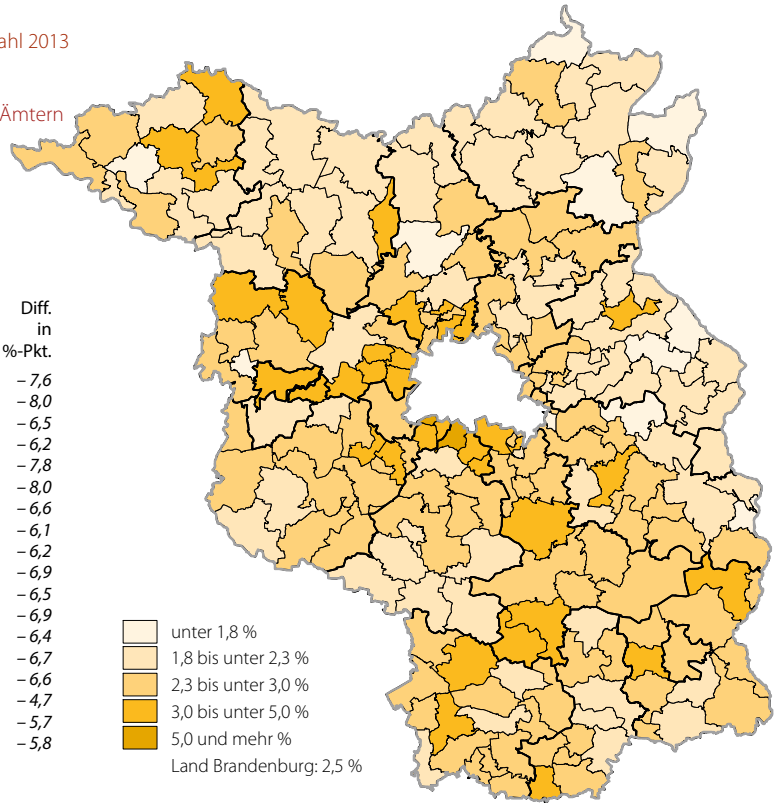 ahl 2013
Ämtern
Diff.
in
%-Pkt.
– 7,6
– 8,0
– 6,5
– 6,2
– 7,8
– 8,0
– 6,6
– 6,1
– 6,2
– 6,9
– 6,5
– 6,9
– 6,4
– 6,7
– 6,6
– 4,7
– 5,7
– 5,8
unter 1,8 %
1,8 bis unter 2,3 %
2,3 bis unter 3,0 %
3,0 bis unter 5,0 %
5,0 und mehr %
Land Brandenburg: 2,5 %